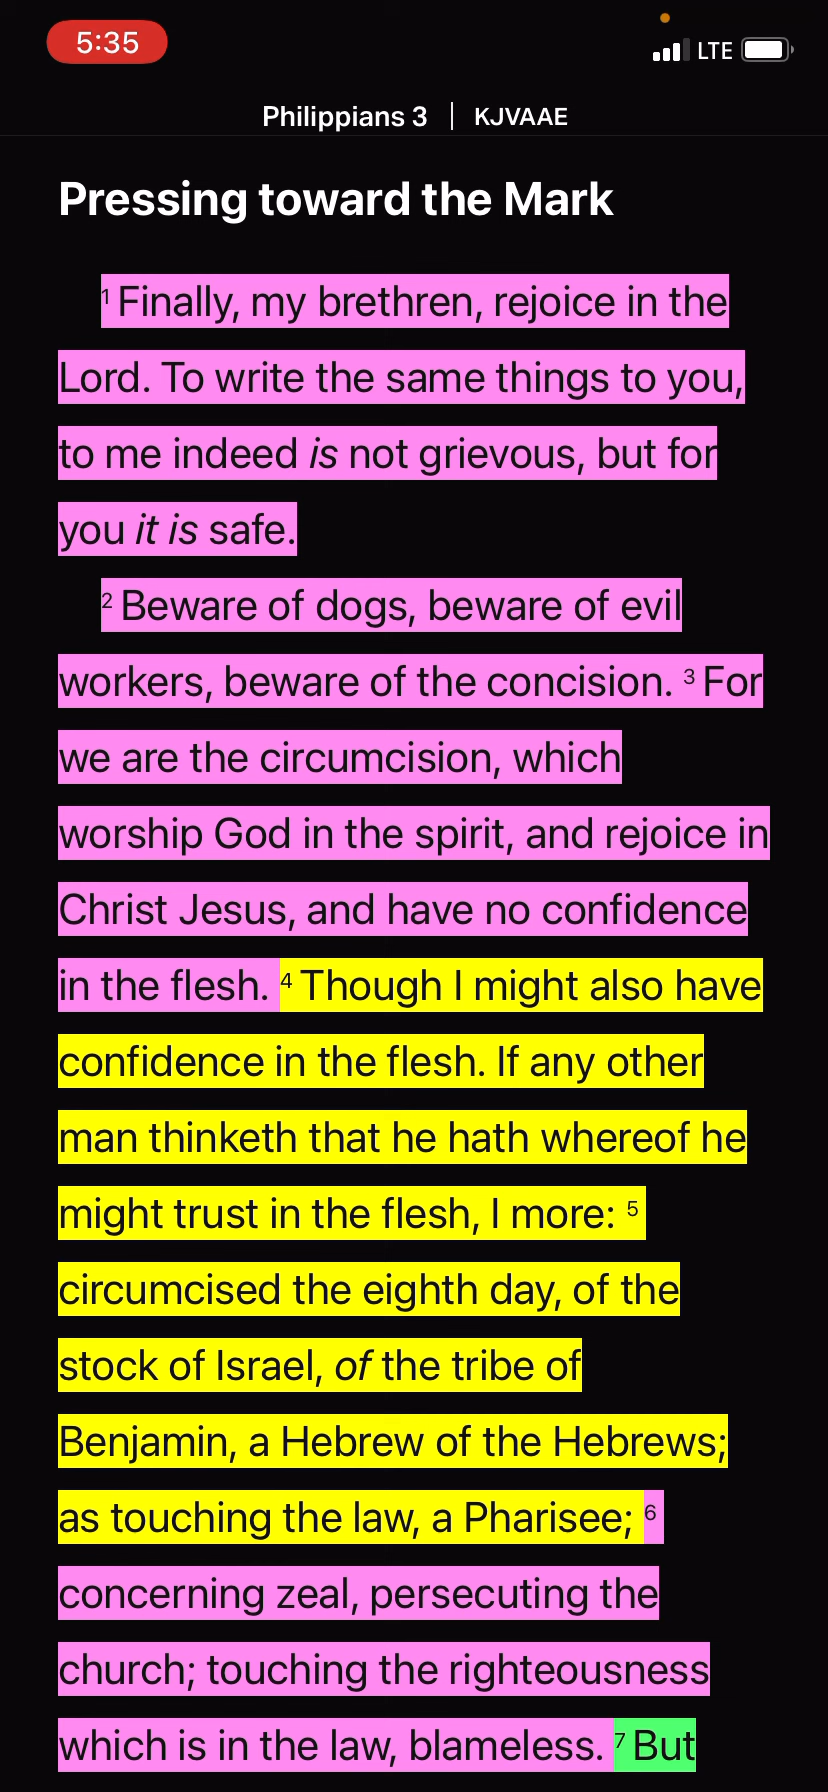 5:35
LTE
Philippians 3 | KJVAAE
Pressing toward the Mark
1 Finally, my brethren, rejoice in the
Lord. To write the same things to you,
to me indeed is not grievous, but for
you it is safe.
2 Beware of dogs, beware of evil
workers, beware of the concision. 3 For
we are the circumcision, which
worship God in the spirit, and rejoice in
Christ Jesus, and have no confidence
in the flesh. 4 Though I might also have
confidence in the flesh. If any other
man thinketh that he hath whereof he
might trust in the flesh, I more: 5
circumcised the eighth day, of the
stock of Israel, of the tribe of
Benjamin, a Hebrew of the Hebrews;
as touching the law, a Pharisee; 6
concerning zeal, persecuting the
church; touching the righteousness
which is in the law, blameless. 7 But